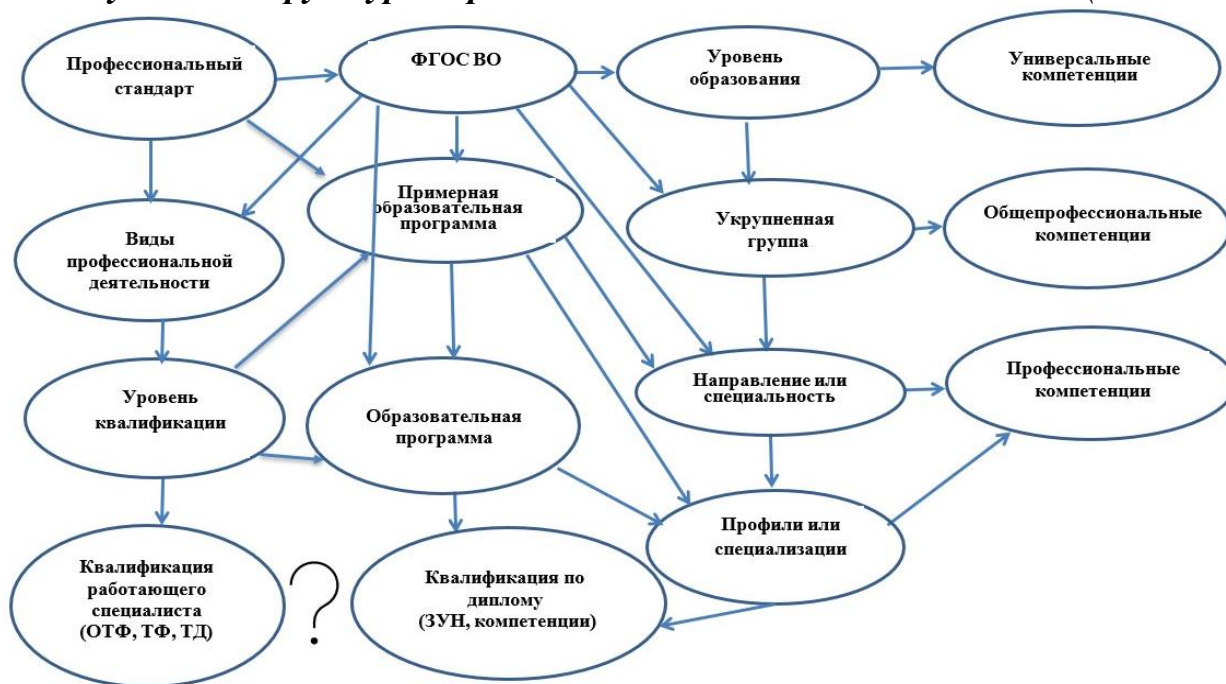 Профессиональный
стандарт
ФГОС ВО
Уровень
образования
Универсальные
компетенции
Примерная
образовательная
программа
Укрупненная
группа
Общепрофессиональные
компетенции
Виды
профессиональной
деятельности
Уровень
квалификации
Образовательная
программа
Направление или
специальность
Профессиональные
компетенции
Профили или
специализации
Квалификация
работающего
специалиста
(ОТФ, ТФ, ТД)
?
Квалификация по
диплому
(ЗУН, компетенции)